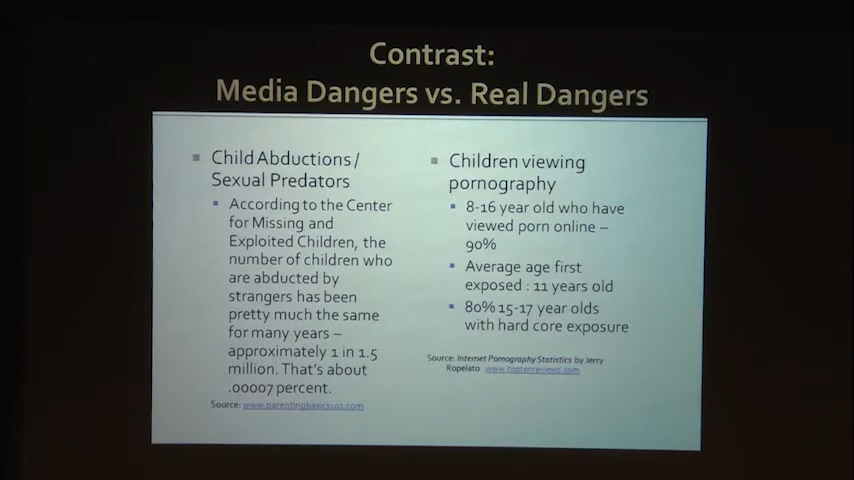 Contrast:
Media Dangers vs. Real Dangers
Child Abductions /
Sexual Predators
According to the Center
for Missing and
Exploited Children, the
number of children who
are abducted by
strangers has been
pretty much the same
for many years –
approximately 1 in 1.5
million. That's about
.00007 percent.
Source: www.parentingbasics101.com
Children viewing
pornography
8-16 year old who have
viewed porn online –
90%
Average age first
exposed : 11 years old
80% 15-17 year olds
with hard core exposure
Source: Internet Pornography Statistics by Jerry
Ropelato www.toptenreviews.com